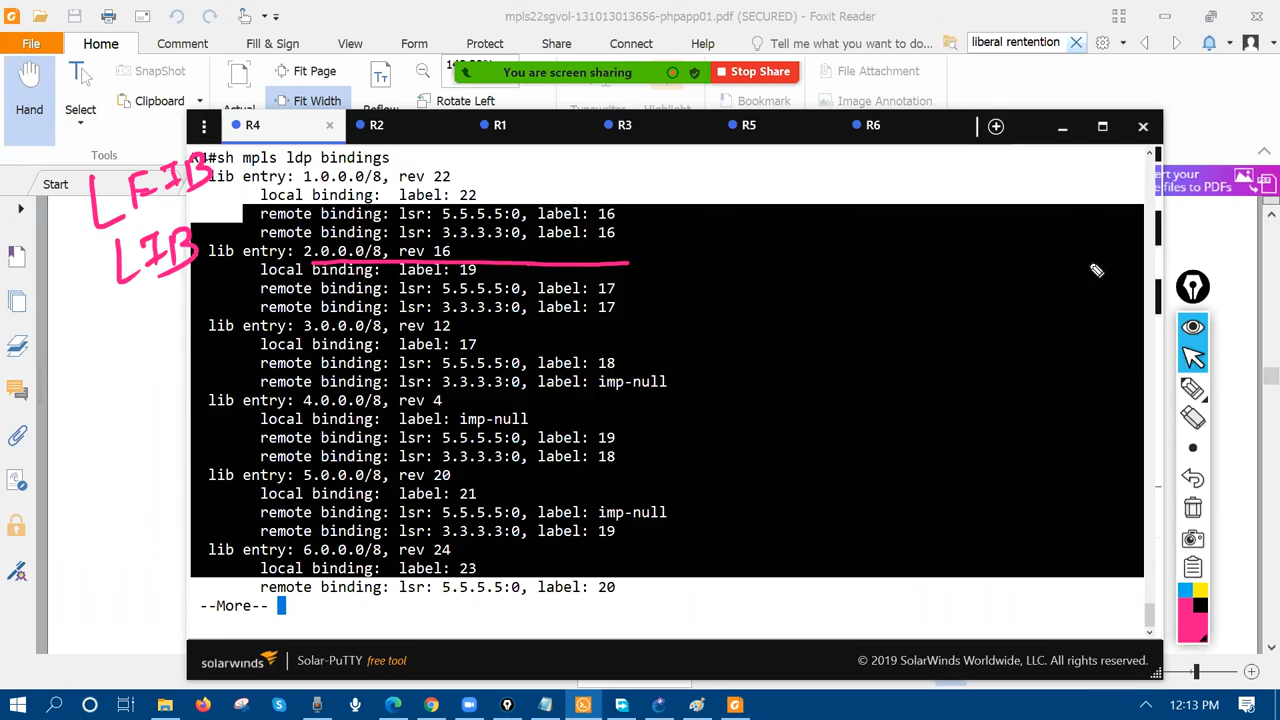 mpls22sgvol-131013013656-phpapp01.pdf (SECURED) - Foxit Reader
File Home Comment Fill & Sign View Form Protect Share Connect Help Tell me what you want to do... liberal rentention
Hand
Select
SnapShot
Clipboard
Tools
Fit Page
Fit Width
Rotate Left
You are screen sharing Stop Share
File Attachment
Image Annotation
Start
R4 R2 R1 R3 R5 R6
R4#sh mpls ldp bindings
lib entry: 1.0.0.0/8, rev 22
local binding: label: 22
remote binding: lsr: 5.5.5.5:0, label: 16
remote binding: lsr: 3.3.3.3:0, label: 16
lib entry: 2.0.0.0/8, rev 16
local binding: label: 19
remote binding: lsr: 5.5.5.5:0, label: 17
remote binding: lsr: 3.3.3.3:0, label: 17
lib entry: 3.0.0.0/8, rev 12
local binding: label: 17
remote binding: lsr: 5.5.5.5:0, label: 18
remote binding: lsr: 3.3.3.3:0, label: imp-null
lib entry: 4.0.0.0/8, rev 4
local binding: label: imp-null
remote binding: lsr: 5.5.5.5:0, label: 19
remote binding: lsr: 3.3.3.3:0, label: 18
lib entry: 5.0.0.0/8, rev 20
local binding: label: 21
remote binding: lsr: 5.5.5.5:0, label: imp-null
remote binding: lsr: 3.3.3.3:0, label: 19
lib entry: 6.0.0.0/8, rev 24
local binding: label: 23
remote binding: lsr: 5.5.5.5:0, label: 20
--More--
LFIB
LIB
files to PDFs
solarwinds Solar-PuTTY free tool © 2019 SolarWinds Worldwide, LLC. All rights reserved.
12:13 PM